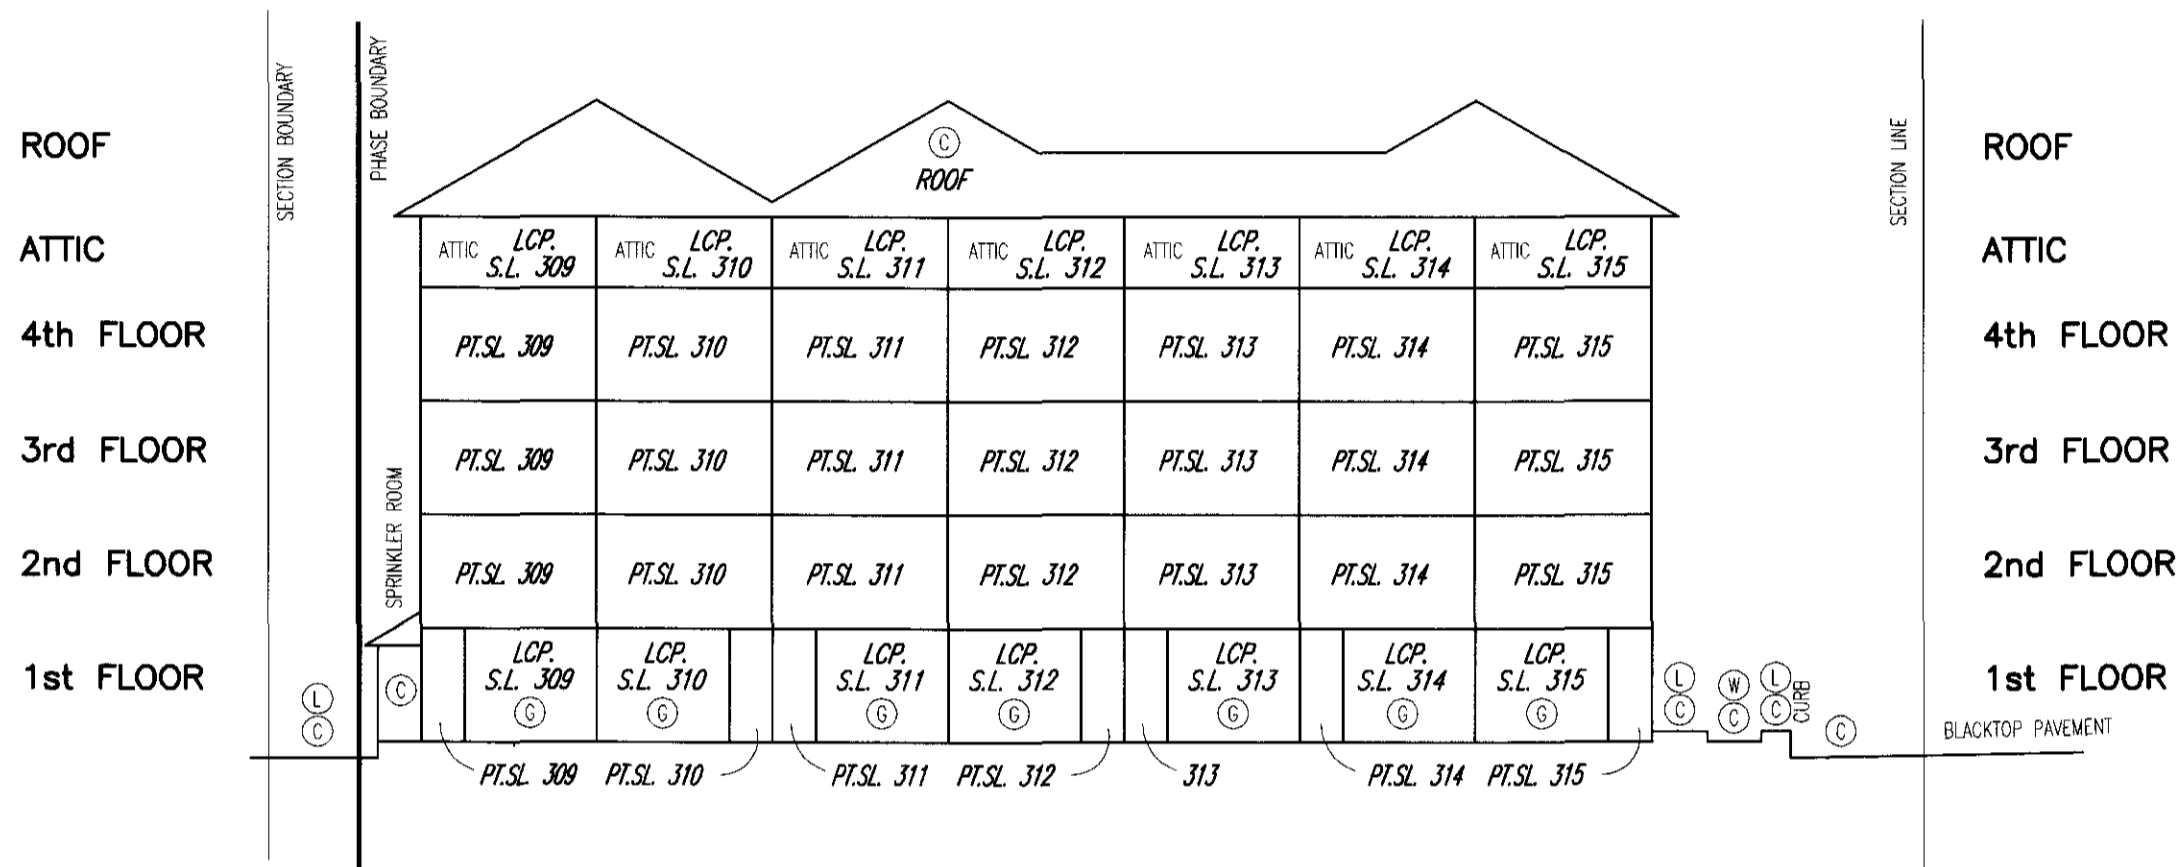 SECTION BOUNDARY
PHASE BOUNDARY
SECTION LINE
ROOF
C
ROOF
ROOF
ATTIC
ATTIC LCP. S.L. 309
ATTIC LCP. S.L. 310
ATTIC LCP. S.L. 311
ATTIC LCP. S.L. 312
ATTIC LCP. S.L. 313
ATTIC LCP. S.L. 314
ATTIC LCP. S.L. 315
ATTIC
4th FLOOR
PT.SL. 309
PT.SL. 310
PT.SL. 311
PT.SL. 312
PT.SL. 313
PT.SL. 314
PT.SL. 315
4th FLOOR
3rd FLOOR
PT.SL. 309
PT.SL. 310
PT.SL. 311
PT.SL. 312
PT.SL. 313
PT.SL. 314
PT.SL. 315
3rd FLOOR
SPRINKLER ROOM
2nd FLOOR
PT.SL. 309
PT.SL. 310
PT.SL. 311
PT.SL. 312
PT.SL. 313
PT.SL. 314
PT.SL. 315
2nd FLOOR
1st FLOOR
L
C
C
LCP.
S.L. 309
G
LCP.
S.L. 310
G
LCP.
S.L. 311
G
LCP.
S.L. 312
G
LCP.
S.L. 313
G
LCP.
S.L. 314
G
LCP.
S.L. 315
G
L
C
W
C
L
C
CURB
C
1st FLOOR
BLACKTOP PAVEMENT
PT.SL. 309
PT.SL. 310
PT.SL. 311
PT.SL. 312
313
PT.SL. 314
PT.SL. 315